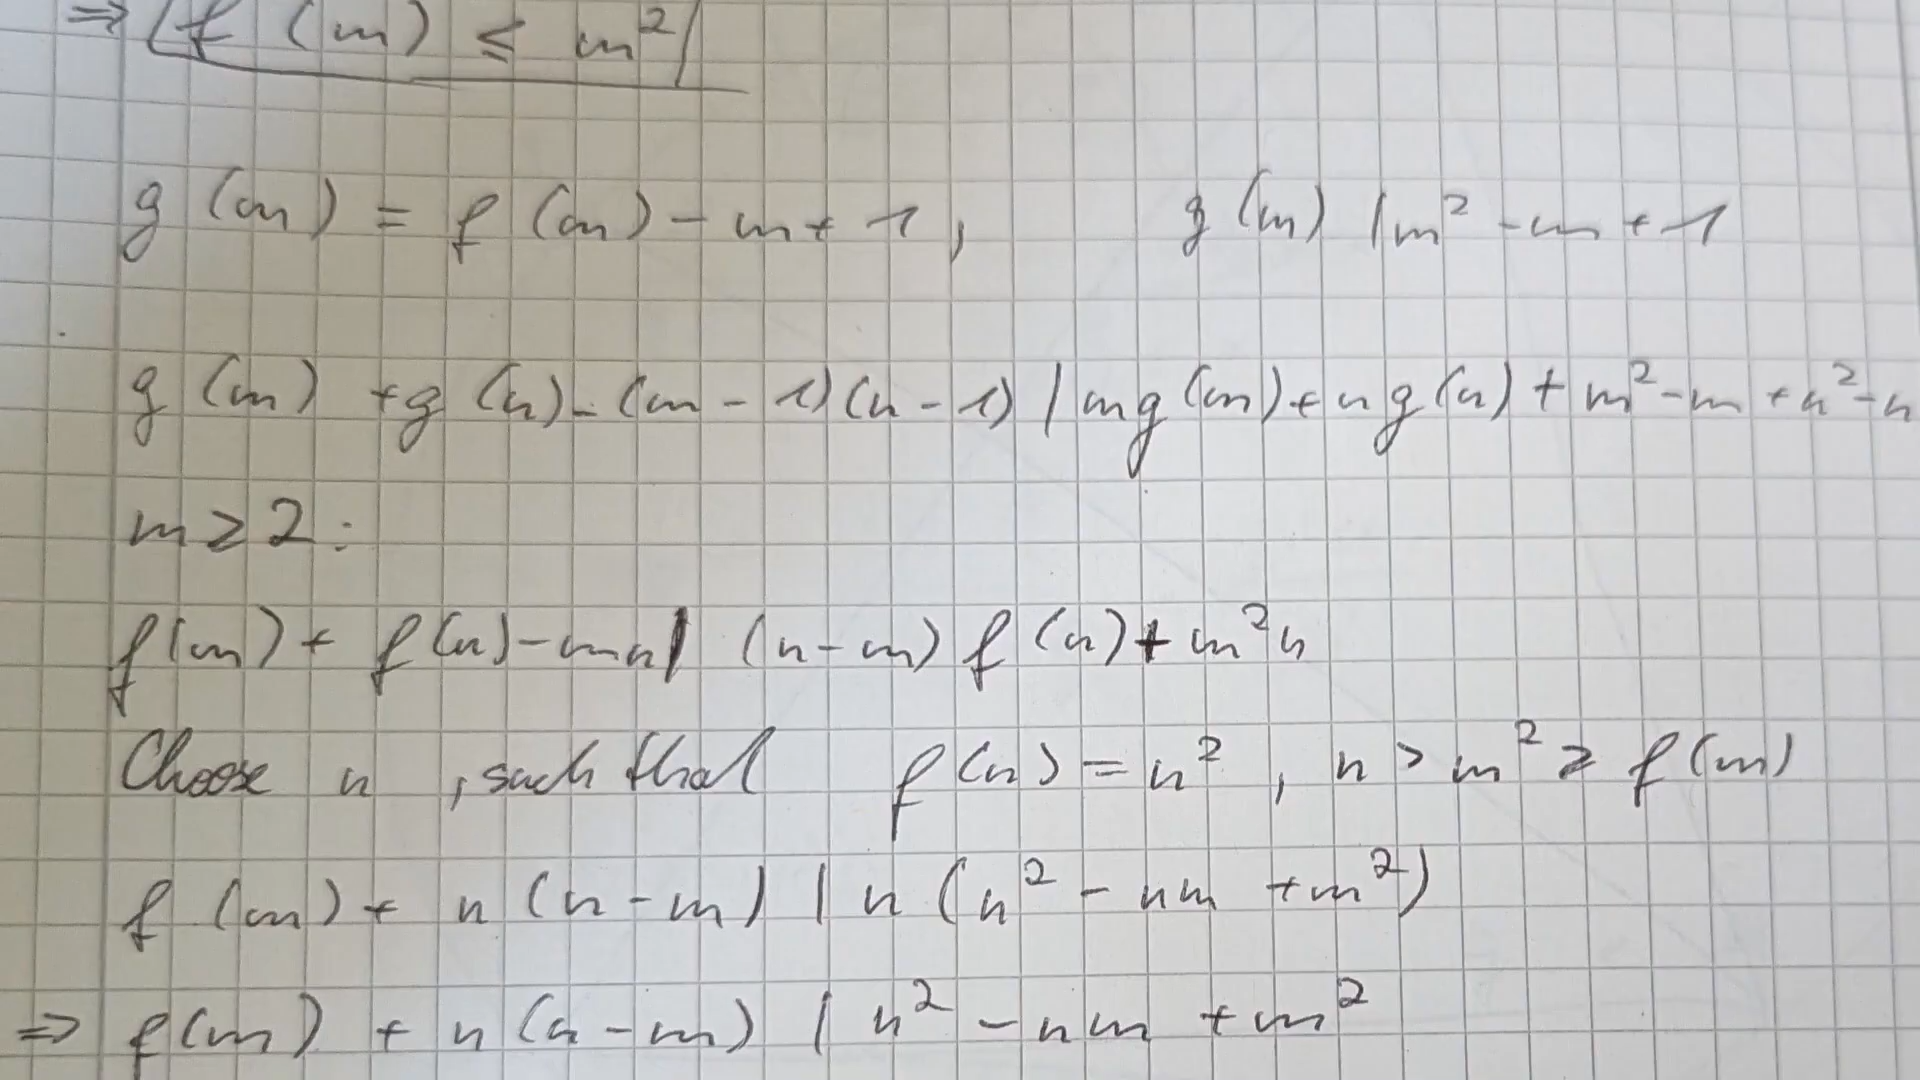 ⇒ f(m) ≤ m²
g(m) = f(m) - m + 1, g(m) | m² - m + 1
g(m) + g(n) - (m - 1)(n - 1) | mg(m) + ng(n) + m² - m + n² - n
m ≥ 2:
f(m) + f(n) - mn | (n - m) f(n) + m²n
Choose n, such that f(n) = n², n > m² ≥ f(m)
f(m) + n(n - m) | n(n² - nm + m²)
⇒ f(m) + n(n - m) | n² - nm + m²